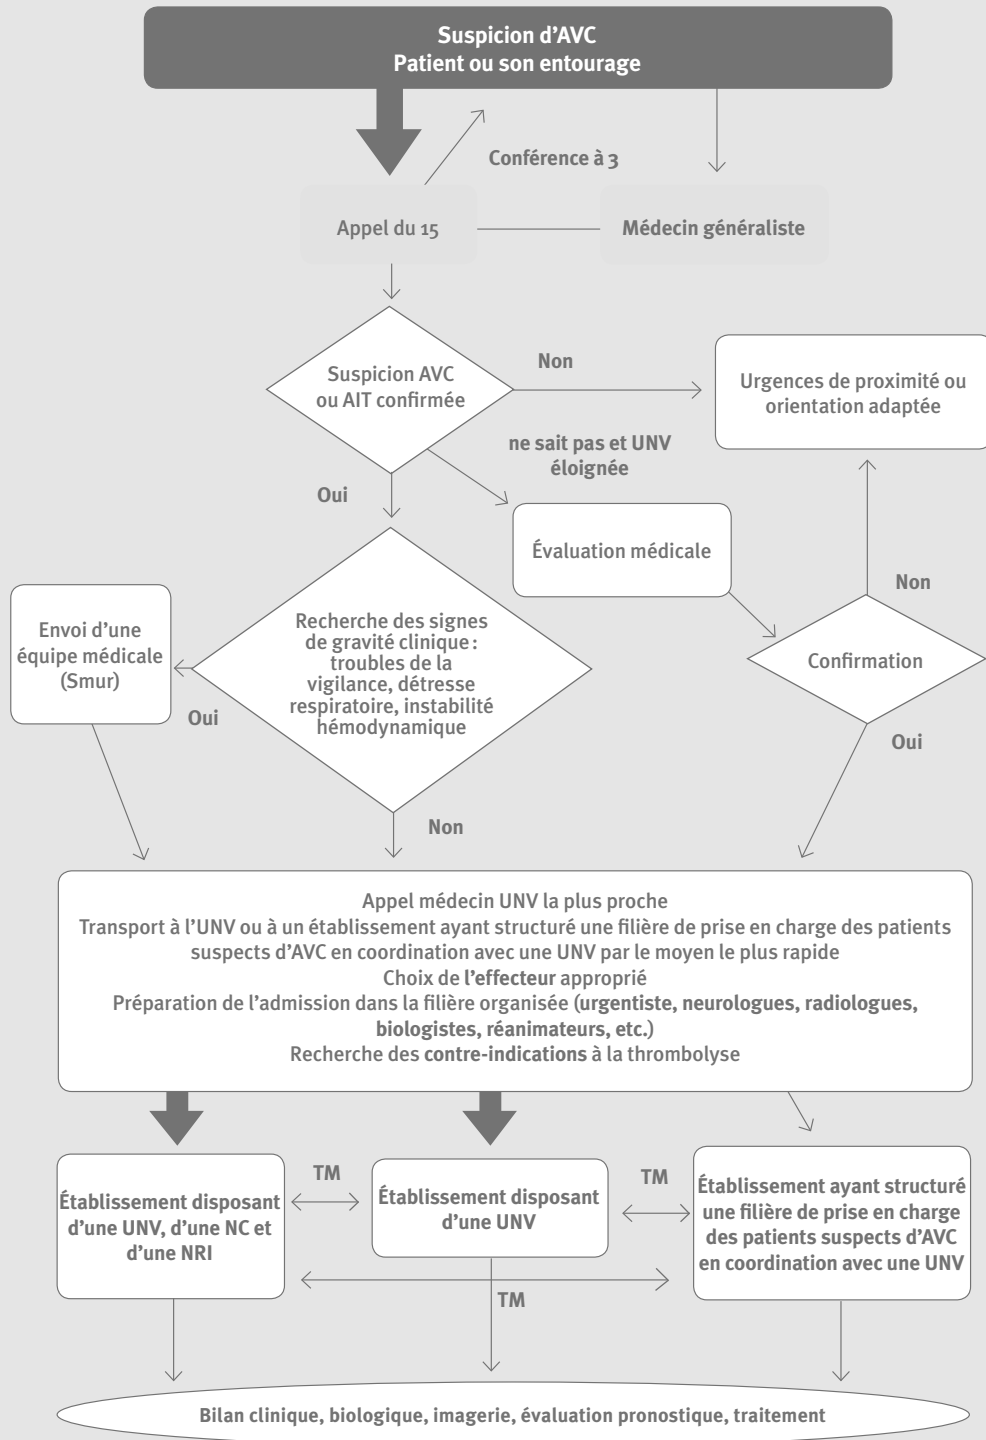 Suspicion d’AVC
Patient ou son entourage
Conférence à 3
Appel du 15
Médecin généraliste
Suspicion AVC
ou AIT confirmée
Non
Urgences de proximité ou
orientation adaptée
ne sait pas et UNV
éloignée
Oui
Évaluation médicale
Non
Envoi d’une
équipe médicale
(Smur)
Recherche des signes
de gravité clinique :
troubles de la
vigilance, détresse
respiratoire, instabilité
hémodynamique
Confirmation
Oui
Oui
Non
Appel médecin UNV la plus proche
Transport à l’UNV ou à un établissement ayant structuré une filière de prise en charge des patients
suspects d’AVC en coordination avec une UNV par le moyen le plus rapide
Choix de l’effecteur approprié
Préparation de l’admission dans la filière organisée (urgentiste, neurologues, radiologues,
biologistes, réanimateurs, etc.)
Recherche des contre-indications à la thrombolyse
Établissement disposant
d’une UNV, d’une NC et
d’une NRI
TM
Établissement disposant
d’une UNV
TM
Établissement ayant structuré
une filière de prise en charge
des patients suspects d’AVC
en coordination avec une UNV
TM
Bilan clinique, biologique, imagerie, évaluation pronostique, traitement